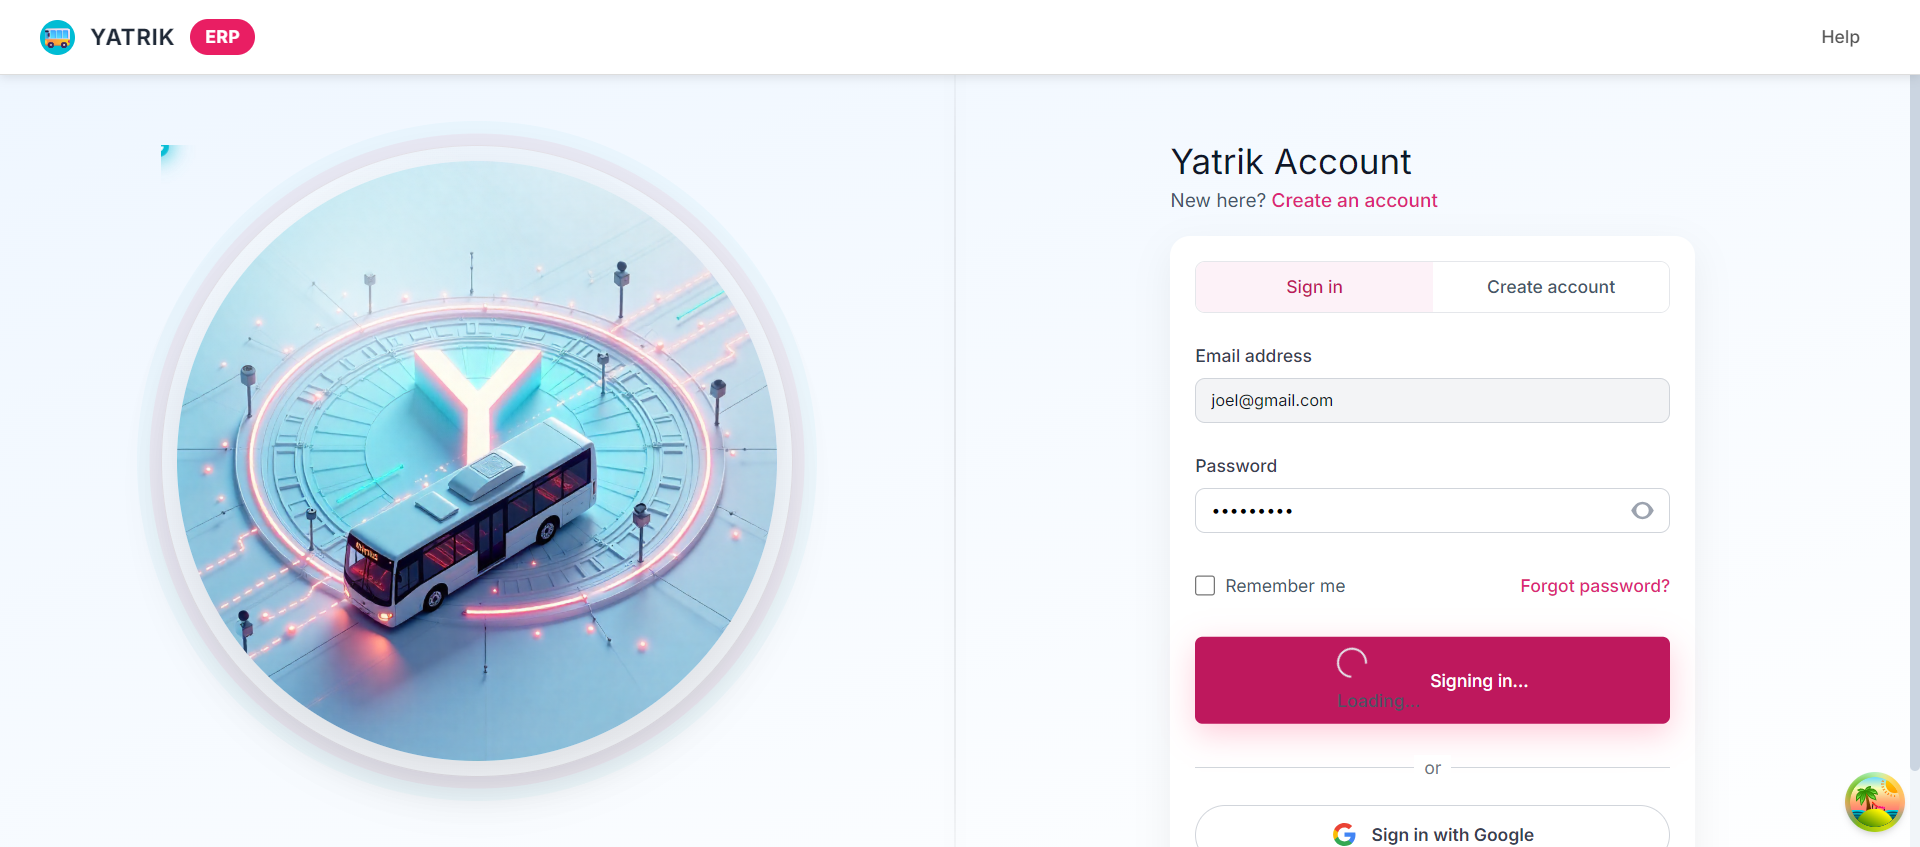 YATRIK ERP
Help
Y
Yatrik Account
New here? Create an account
Sign in
Create account
Email address
joel@gmail.com
Password
•••••••••
Remember me
Forgot password?
Signing in...
Loading...
or
Sign in with Google